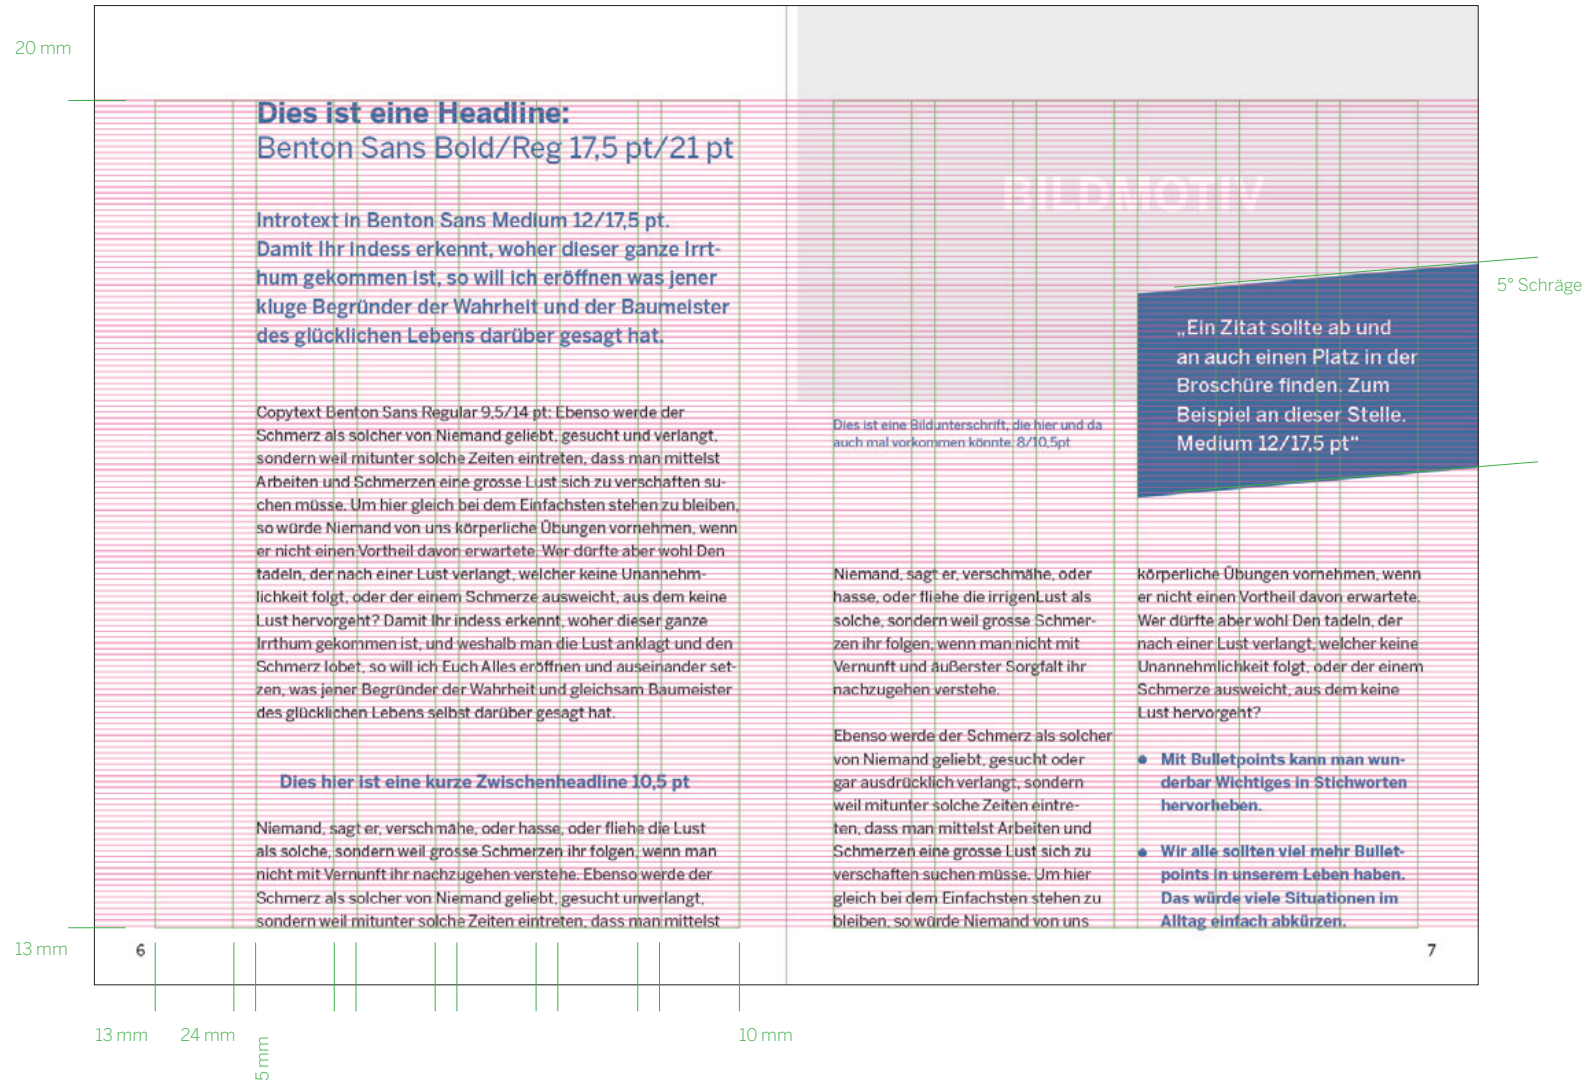 20 mm
Dies ist eine Headline:
Benton Sans Bold/Reg 17,5 pt/21 pt
Introtext in Benton Sans Medium 12/17,5 pt.
Damit Ihr indess erkennt, woher dieser ganze Irrt-
hum gekommen ist, so will ich eröffnen was jener
kluge Begründer der Wahrheit und der Baumeister
des glücklichen Lebens darüber gesagt hat.
Copytext Benton Sans Regular 9,5/14 pt: Ebenso werde der
Schmerz als solcher von Niemand geliebt, gesucht und verlangt,
sondern weil mitunter solche Zeiten eintreten, dass man mittelst
Arbeiten und Schmerzen eine grosse Lust sich zu verschaften su-
chen müsse. Um hier gleich bei dem Einfachsten stehen zu bleiben,
so würde Niemand von uns körperliche Übungen vornehmen, wenn
er nicht einen Vortheil davon erwartete. Wer dürfte aber wohl Den
tadeln, der nach einer Lust verlangt, welcher keine Unannehm-
lichkeit folgt, oder der einem Schmerze ausweicht, aus dem keine
Lust hervorgeht? Damit Ihr indess erkennt, woher dieser ganze
Irrthum gekommen ist, und weshalb man die Lust anklagt und den
Schmerz lobet, so will ich Euch Alles eröffnen und auseinander set-
zen, was jener Begründer der Wahrheit und gleichsam Baumeister
des glücklichen Lebens selbst darüber gesagt hat.
Dies hier ist eine kurze Zwischenheadline 10,5 pt
Niemand, sagt er, verschmähe, oder hasse, oder fliehe die Lust
als solche, sondern weil grosse Schmerzen ihr folgen, wenn man
nicht mit Vernunft ihr nachzugehen verstehe. Ebenso werde der
Schmerz als solcher von Niemand geliebt, gesucht unverlangt,
sondern weil mitunter solche Zeiten eintreten, dass man mittelst
13 mm
6
13 mm
24 mm
5 mm
10 mm
BILDMOTIV
5° Schräge
„Ein Zitat sollte ab und
an auch einen Platz in der
Broschüre finden. Zum
Beispiel an dieser Stelle.
Medium 12/17,5 pt“
Dies ist eine Bildunterschrift, die hier und da
auch mal vorkommen könnte. 8/10,5pt
Niemand, sagt er, verschmähe, oder
hasse, oder fliehe die irrigenLust als
solche, sondern weil grosse Schmer-
zen ihr folgen, wenn man nicht mit
Vernunft und äußerster Sorgfalt ihr
nachzugehen verstehe.
Ebenso werde der Schmerz als solcher
von Niemand geliebt, gesucht oder
gar ausdrücklich verlangt, sondern
weil mitunter solche Zeiten eintre-
ten, dass man mittelst Arbeiten und
Schmerzen eine grosse Lust sich zu
verschaften suchen müsse. Um hier
gleich bei dem Einfachsten stehen zu
bleiben, so würde Niemand von uns
körperliche Übungen vornehmen, wenn
er nicht einen Vortheil davon erwartete.
Wer dürfte aber wohl Den tadeln, der
nach einer Lust verlangt, welcher keine
Unannehmlichkeit folgt, oder der einem
Schmerze ausweicht, aus dem keine
Lust hervorgeht?
• Mit Bulletpoints kann man wun-
derbar Wichtiges in Stichworten
hervorheben.
• Wir alle sollten viel mehr Bullet-
points in unserem Leben haben.
Das würde viele Situationen im
Alltag einfach abkürzen.
7